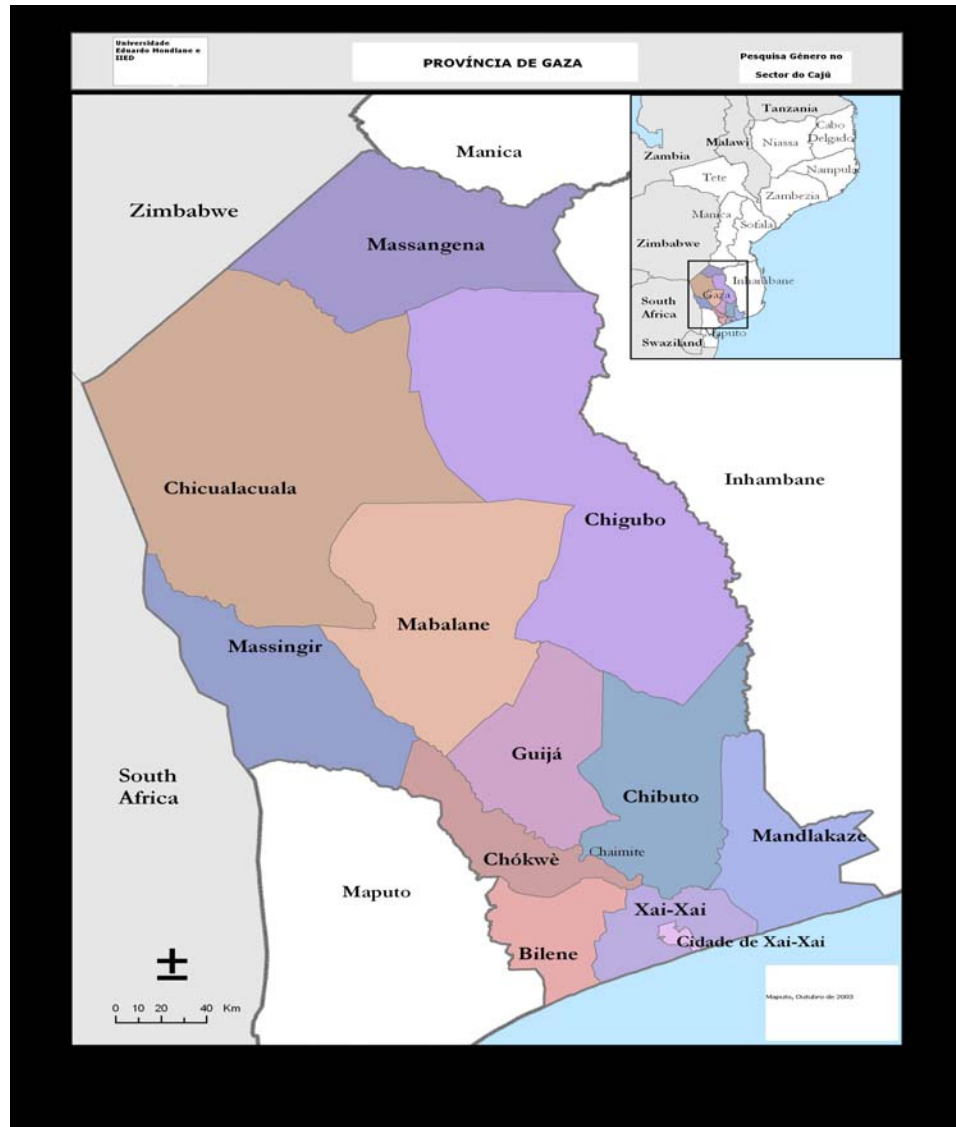 Universidade
Eduardo Mondlane e
IIED
PROVÍNCIA DE GAZA
Pesquisa Género no
Sector do Cajú
Manica
Zimbabwe
Massangena
Chicualacuala
Chigubo
Inhambane
Mabalane
Massingir
Guijá
South
Africa
Chibuto
Mandlakaze
Chaimite
Chókwè
Maputo
Xai-Xai
Cidade de Xai-Xai
Bilene
±
0 10 20 40 Km
Maputo, Outubro de 2003
Tanzania
Cabo
Delgado
Malawi
Niassa
Zambia
Nampula
Tete
Zambezia
Manica
Sofala
Zimbabwe
Inhambane
Gaza
South
Africa
Maputo
Swaziland